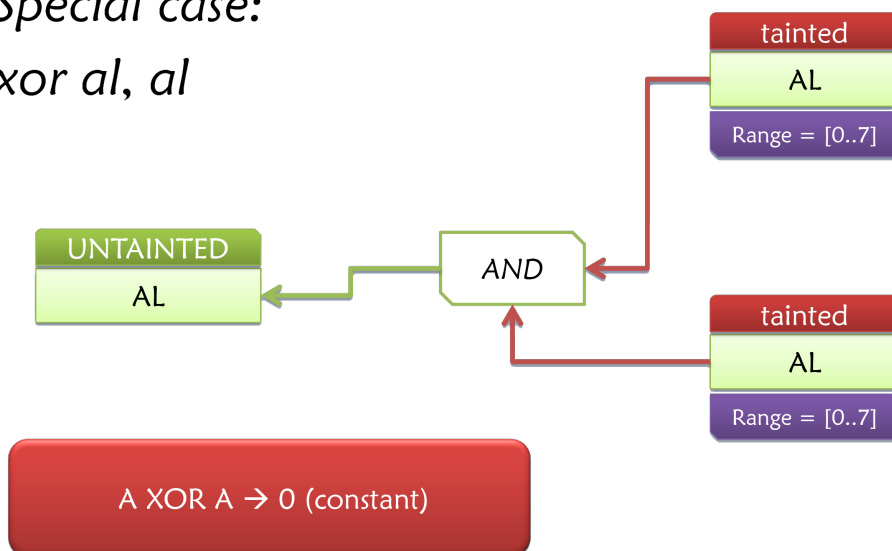 Special case:
xor al, al
tainted
AL
Range = [0..7]
UNTAINTED
AL
AND
tainted
AL
Range = [0..7]
A XOR A → 0 (constant)